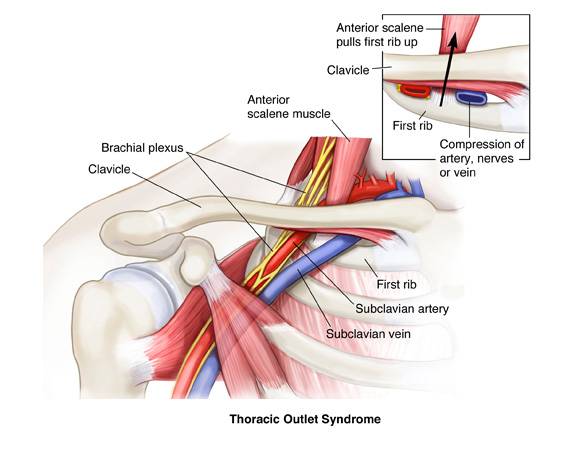 Anterior scalene
pulls first rib up
Clavicle
First rib
Compression of
artery, nerves
or vein
Anterior
scalene muscle
Brachial plexus
Clavicle
First rib
Subclavian artery
Subclavian vein
Thoracic Outlet Syndrome